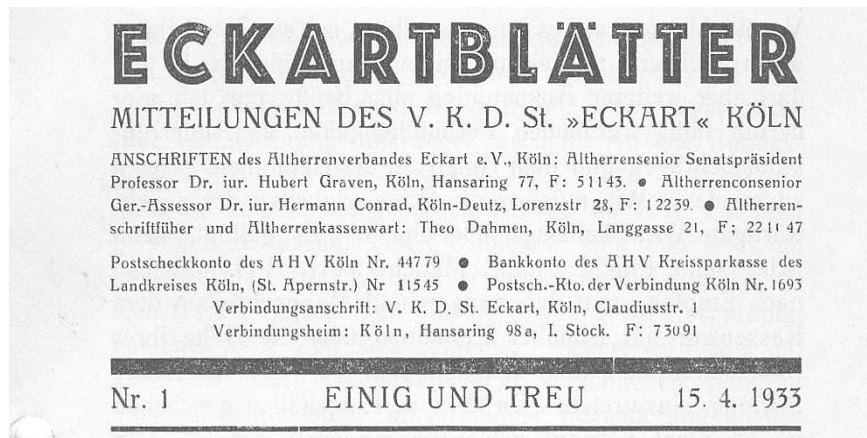 ECKARTBLÄTTER
MITTEILUNGEN DES V. K. D. St. »ECKART« KÖLN
ANSCHRIFTEN des Altherrenverbandes Eckart e.V., Köln: Altherrensenior Senatspräsident
Professor Dr. iur. Hubert Graven, Köln, Hansaring 77, F: 51143. ● Altherrenconsenior
Ger.-Assessor Dr. iur. Hermann Conrad, Köln-Deutz, Lorenzstr 28, F: 12239. ● Altherren-
schriftfüher und Altherrenkassenwart: Theo Dahmen, Köln, Langgasse 21, F; 221147
Postscheckkonto des AHV Köln Nr. 44779 ● Bankkonto des AHV Kreissparkasse des
Landkreises Köln, (St. Apernstr.) Nr 11545 ● Postsch.-Kto. der Verbindung Köln Nr. 1693
Verbindungsanschrift: V. K. D. St. Eckart, Köln, Claudiusstr. 1
Verbindungsheim: Köln, Hansaring 98a, I. Stock. F: 73091
Nr. 1 EINIG UND TREU 15. 4. 1933